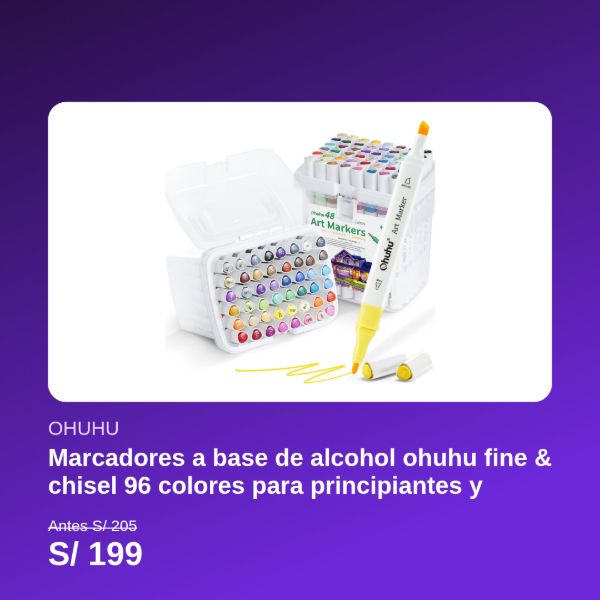 Ohuhu 48
Art Markers
Ohuhu® Art Marker
OHUHU
Marcadores a base de alcohol ohuhu fine &
chisel 96 colores para principiantes y
Antes S/ 205
S/ 199